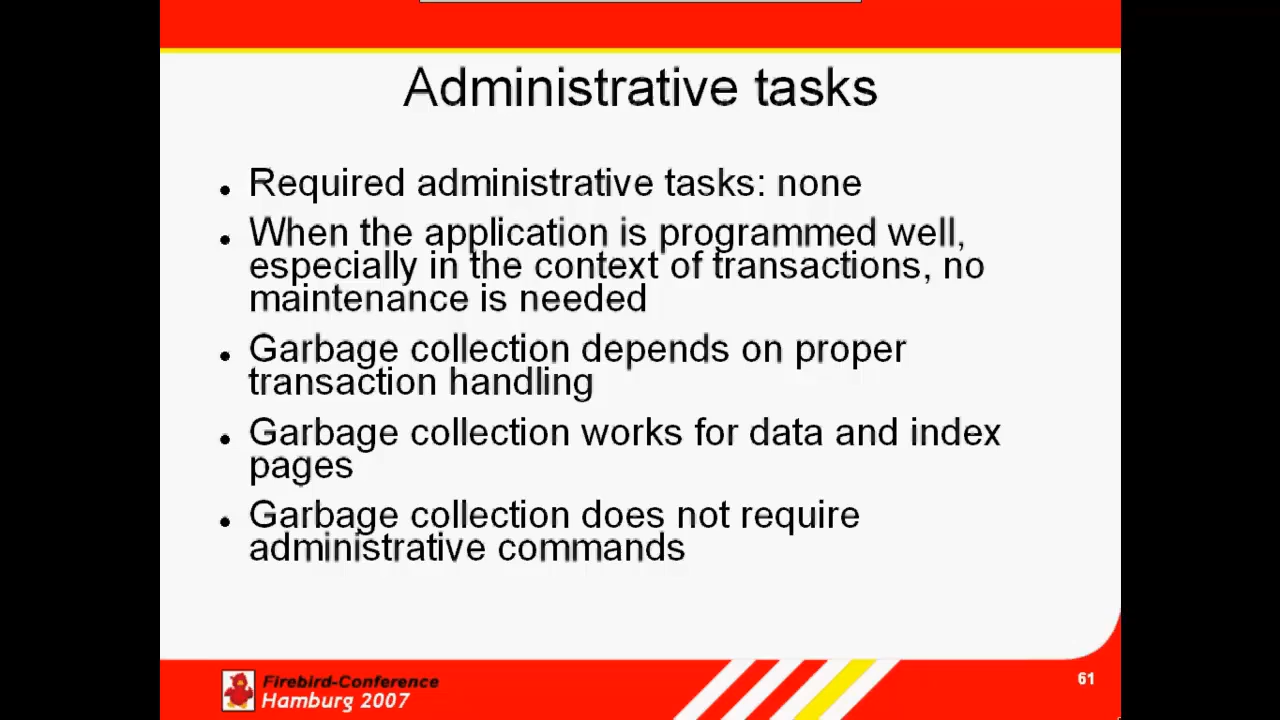 Administrative tasks
• Required administrative tasks: none
• When the application is programmed well,
especially in the context of transactions, no
maintenance is needed
• Garbage collection depends on proper
transaction handling
• Garbage collection works for data and index
pages
• Garbage collection does not require
administrative commands
Firebird-Conference
Hamburg 2007
61